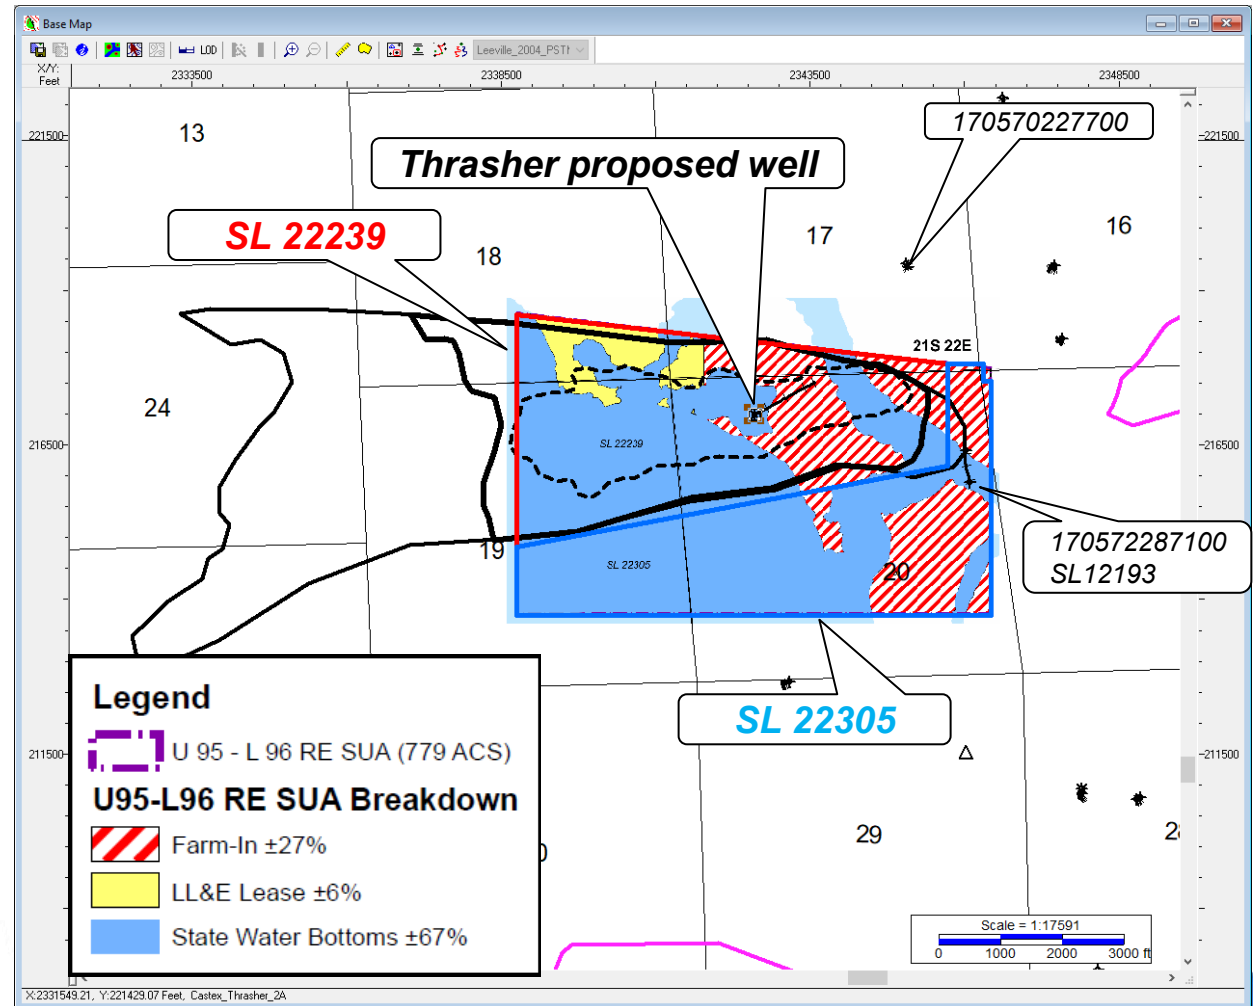 Base Map
LOD
Leeville_2004_PSTM
X/Y:
Feet
2333500
2338500
2343500
2348500
221500
221500
216500
216500
211500
211500
13
18
17
16
24
19
20
29
170570227700
Thrasher proposed well
SL 22239
21S 22E
SL 22239
SL 22305
170572287100
SL12193
SL 22305
Legend
U 95 - L 96 RE SUA (779 ACS)
U95-L96 RE SUA Breakdown
Farm-In ±27%
LL&E Lease ±6%
State Water Bottoms ±67%
Scale = 1:17591
0 1000 2000 3000 ft
X:2331549.21, Y:221429.07 Feet, Castex_Thrasher_2A